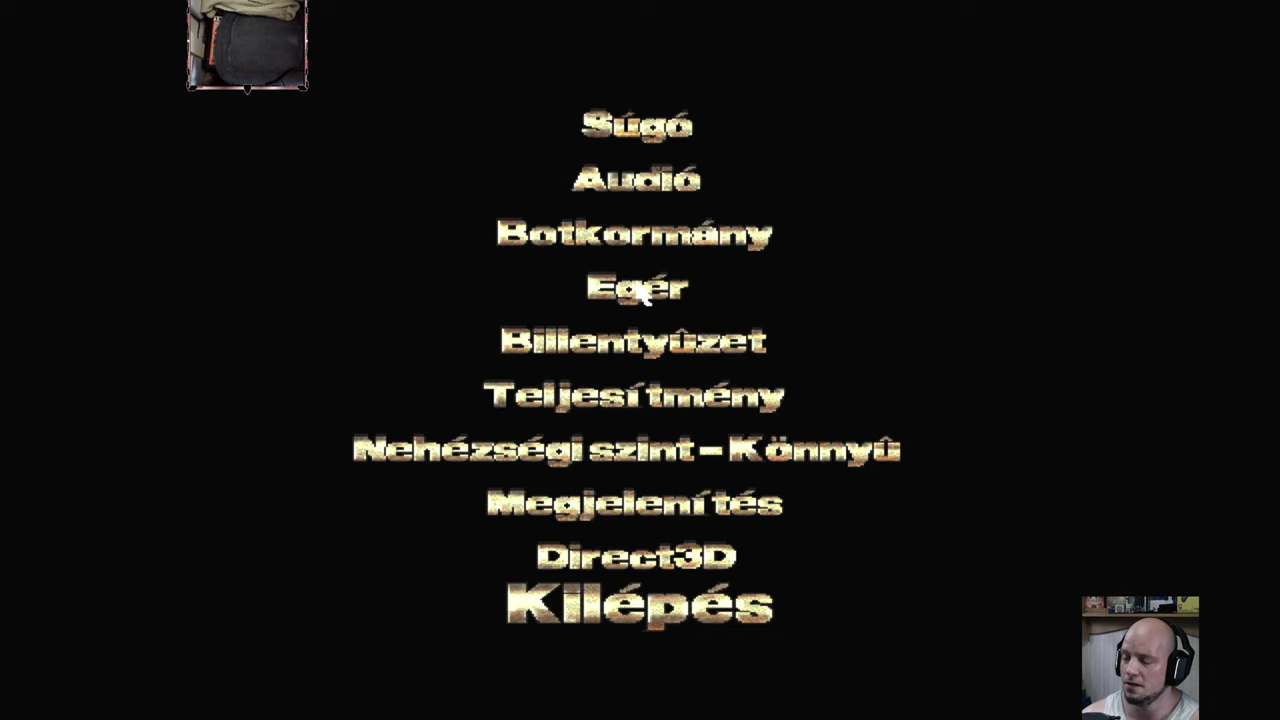 Súgó
Audió
Botkormány
Egér
Billentyûzet
Teljesítmény
Nehézségi szint - Könnyû
Megjelenítés
Direct3D
Kilépés